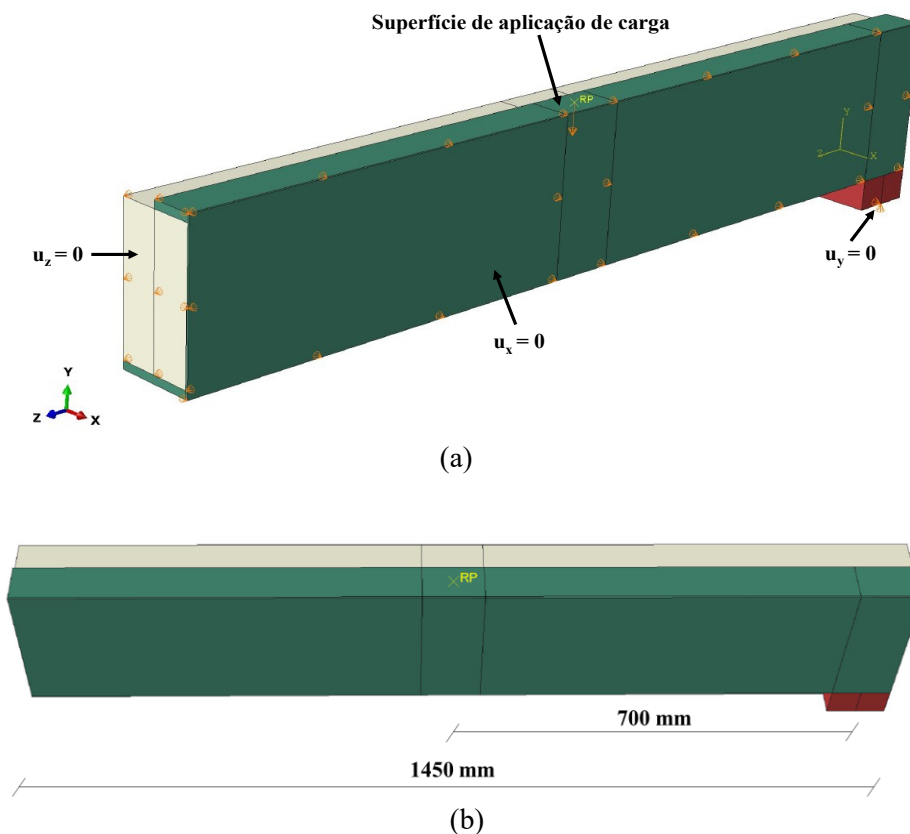 Superfície de aplicação de carga
RP
Y
Z
X
u_z = 0
u_y = 0
u_x = 0
Y
Z
X
(a)
RP
700 mm
1450 mm
(b)